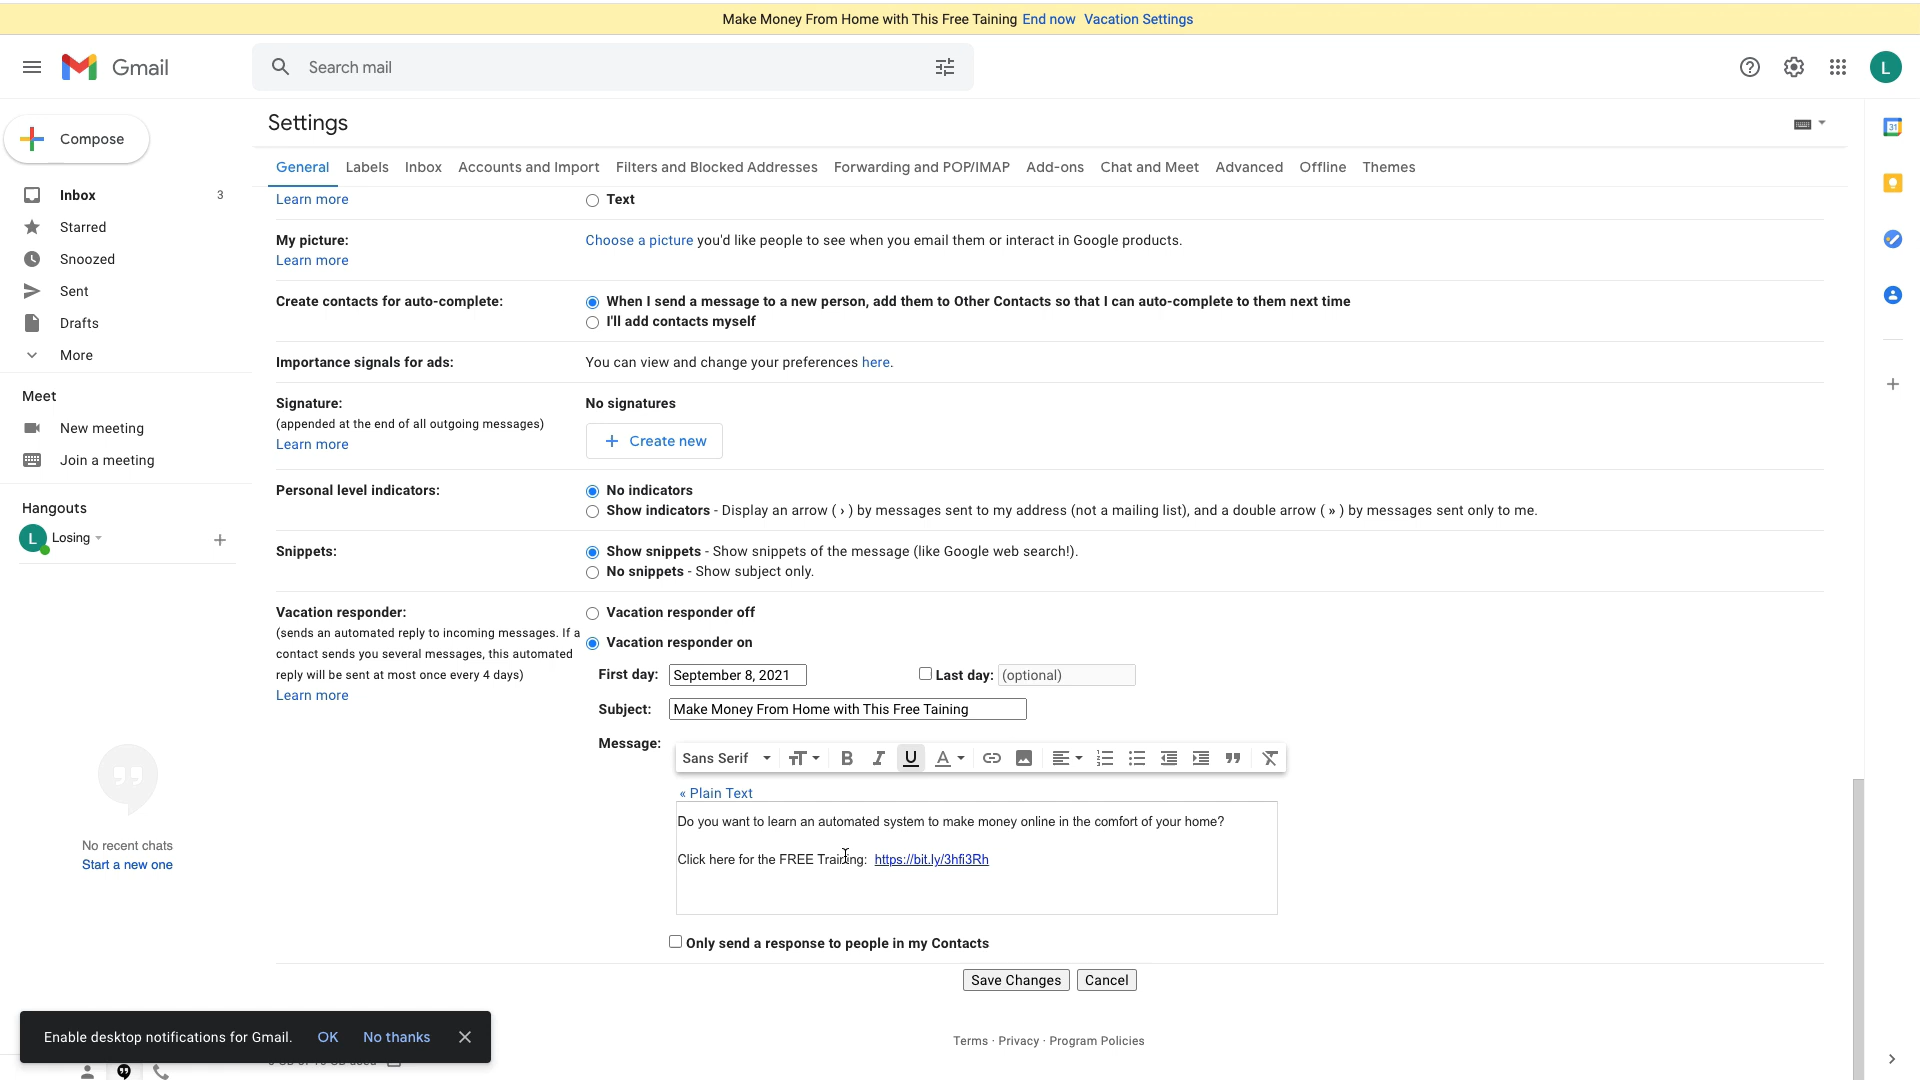 Make Money From Home with This Free Taining End now Vacation Settings
Gmail
Search mail
L
Compose
Settings
General Labels Inbox Accounts and Import Filters and Blocked Addresses Forwarding and POP/IMAP Add-ons Chat and Meet Advanced Offline Themes
31
Inbox 3
Starred
Snoozed
Sent
Drafts
More
Meet
New meeting
Join a meeting
Hangouts
L Losing
No recent chats
Start a new one
Learn more
Text
My picture:
Learn more
Choose a picture you'd like people to see when you email them or interact in Google products.
Create contacts for auto-complete:
When I send a message to a new person, add them to Other Contacts so that I can auto-complete to them next time
I'll add contacts myself
Importance signals for ads:
You can view and change your preferences here.
Signature:
(appended at the end of all outgoing messages)
Learn more
No signatures
Create new
Personal level indicators:
No indicators
Show indicators - Display an arrow ( › ) by messages sent to my address (not a mailing list), and a double arrow ( » ) by messages sent only to me.
Snippets:
Show snippets - Show snippets of the message (like Google web search!).
No snippets - Show subject only.
Vacation responder:
(sends an automated reply to incoming messages. If a
contact sends you several messages, this automated
reply will be sent at most once every 4 days)
Learn more
Vacation responder off
Vacation responder on
First day: September 8, 2021 Last day: (optional)
Subject: Make Money From Home with This Free Taining
Message:
Sans Serif
« Plain Text
Do you want to learn an automated system to make money online in the comfort of your home?
Click here for the FREE Training: https://bit.ly/3hfi3Rh
Only send a response to people in my Contacts
Save Changes Cancel
Enable desktop notifications for Gmail. OK No thanks
Terms · Privacy · Program Policies